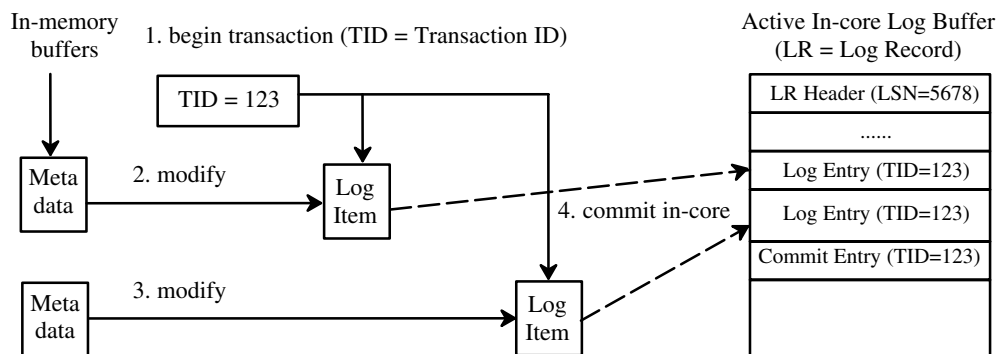 In-memory
buffers
1. begin transaction (TID = Transaction ID)
Active In-core Log Buffer
(LR = Log Record)
TID = 123
LR Header (LSN=5678)
......
Meta
data
2. modify
Log
Item
Log Entry (TID=123)
4. commit in-core
Log Entry (TID=123)
Commit Entry (TID=123)
Meta
data
3. modify
Log
Item